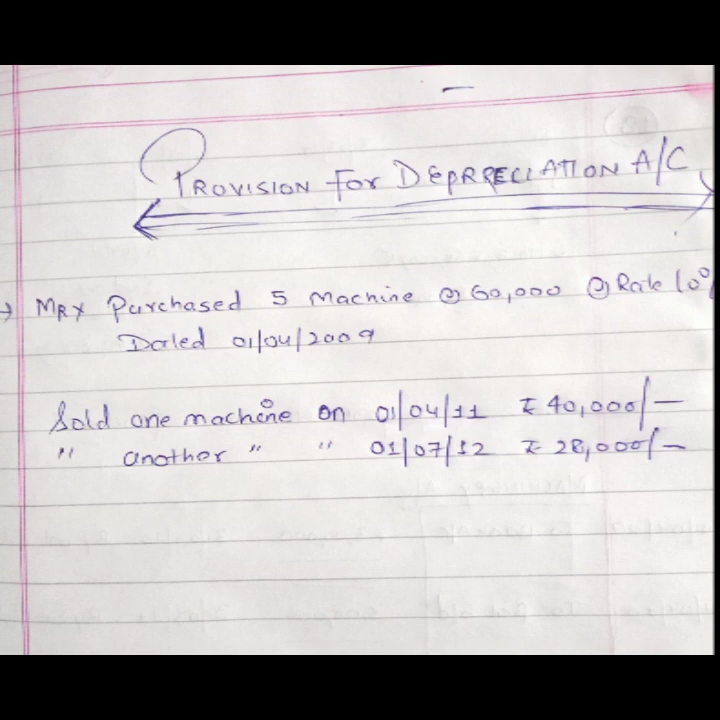 PROVISION For DEPRRECIATION A/C
→ MR X Purchased 5 Machine @ 60,000 @ Rate 10%
Dated 01/04/2009
Sold one machine on 01/04/11 ₹ 40,000/-
" another " " 01/07/12 ₹ 28,000/-